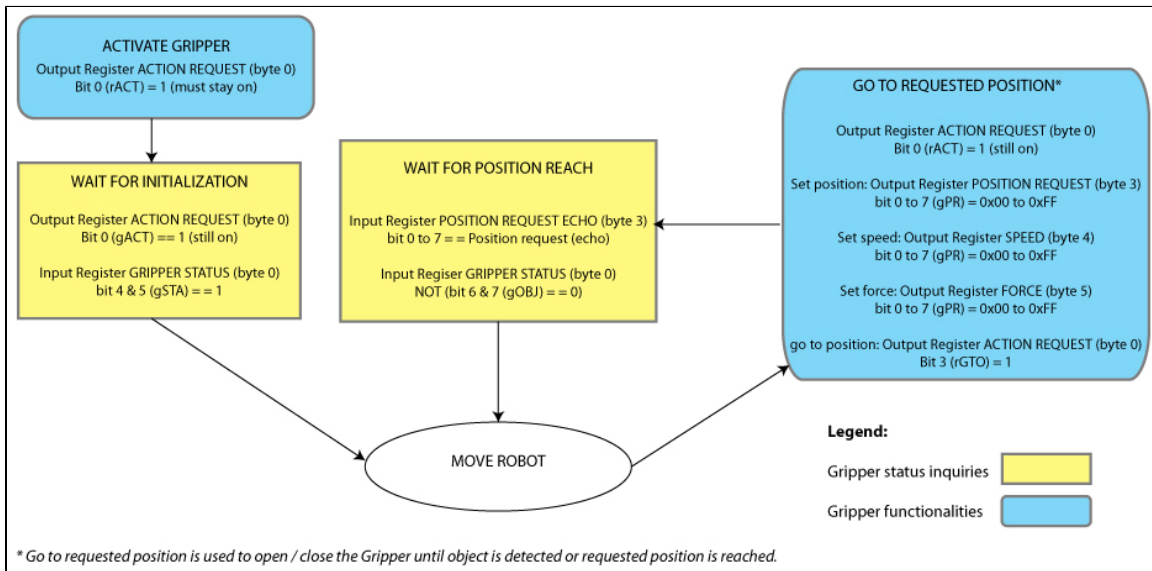 ACTIVATE GRIPPER
Output Register ACTION REQUEST (byte 0)
Bit 0 (rACT) = 1 (must stay on)
WAIT FOR INITIALIZATION
Output Register ACTION REQUEST (byte 0)
Bit 0 (gACT) == 1 (still on)
Input Register GRIPPER STATUS (byte 0)
bit 4 & 5 (gSTA) == 1
WAIT FOR POSITION REACH
Input Register POSITION REQUEST ECHO (byte 3)
bit 0 to 7 == Position request (echo)
Input Regiser GRIPPER STATUS (byte 0)
NOT (bit 6 & 7 (gOBJ) == 0)
MOVE ROBOT
GO TO REQUESTED POSITION*
Output Register ACTION REQUEST (byte 0)
Bit 0 (rACT) = 1 (still on)
Set position: Output Register POSITION REQUEST (byte 3)
bit 0 to 7 (gPR) = 0x00 to 0xFF
Set speed: Output Register SPEED (byte 4)
bit 0 to 7 (gPR) = 0x00 to 0xFF
Set force: Output Register FORCE (byte 5)
bit 0 to 7 (gPR) = 0x00 to 0xFF
go to position: Output Register ACTION REQUEST (byte 0)
Bit 3 (rGTO) = 1
Legend:
Gripper status inquiries
Gripper functionalities
* Go to requested position is used to open / close the Gripper until object is detected or requested position is reached.